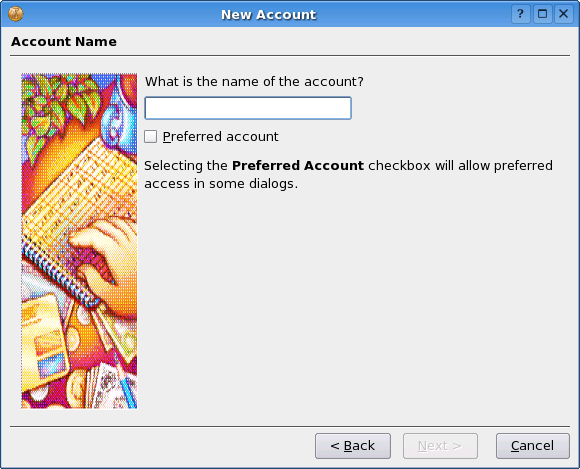 New Account
Account Name
What is the name of the account?
Preferred account
Selecting the Preferred Account checkbox will allow preferred
access in some dialogs.
< Back
Next >
Cancel